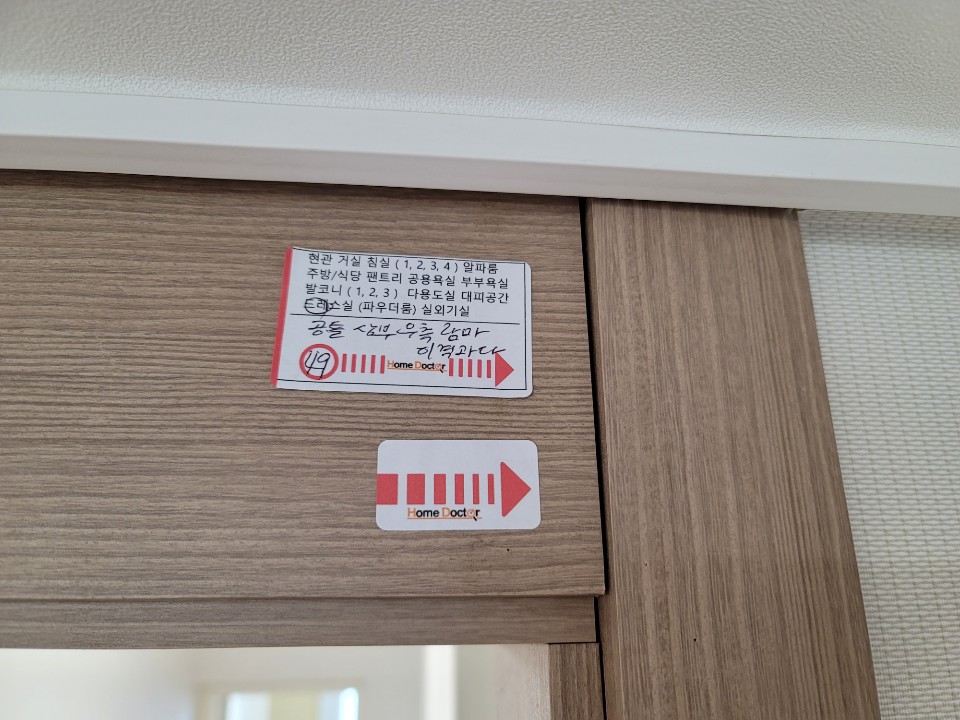 현관 거실 침실 ( 1, 2, 3, 4 ) 알파룸
주방/식당 팬트리 공용욕실 부부욕실
발코니 ( 1, 2, 3 ) 다용도실 대피공간
드레스실 (파우더룸) 실외기실
공틀 상부 우측 람마
이격과다
49 Home Doctor
Home Doctor